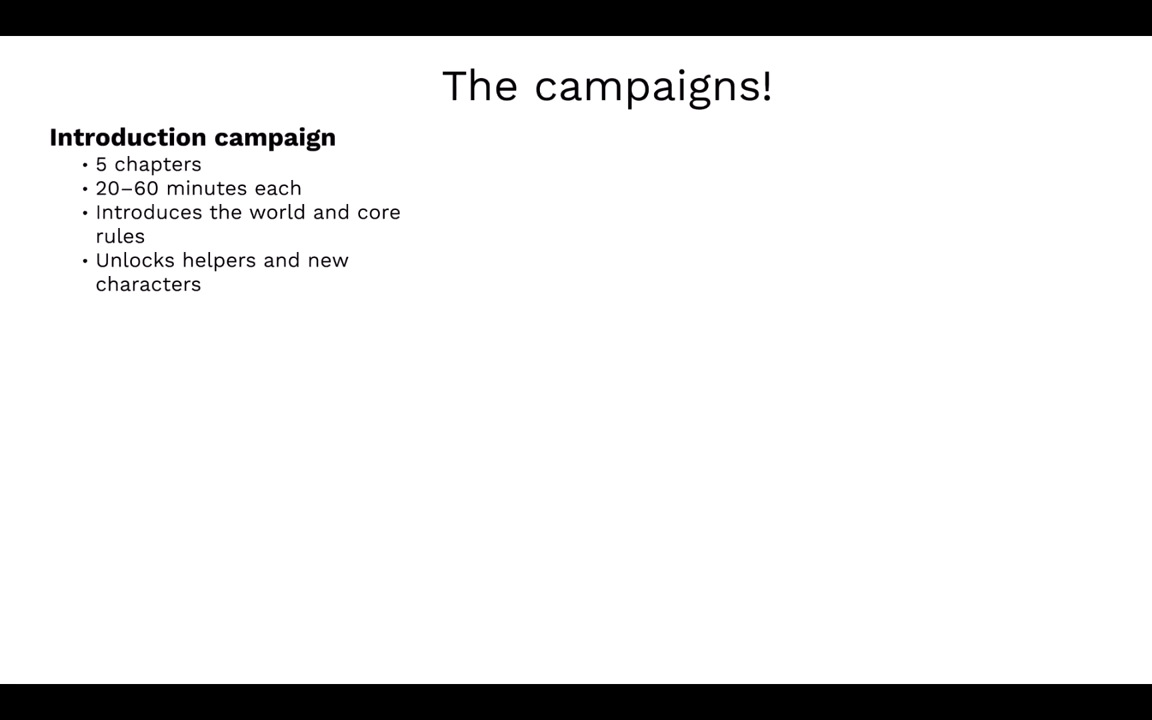 The campaigns!
Introduction campaign
• 5 chapters
• 20–60 minutes each
• Introduces the world and core
rules
• Unlocks helpers and new
characters